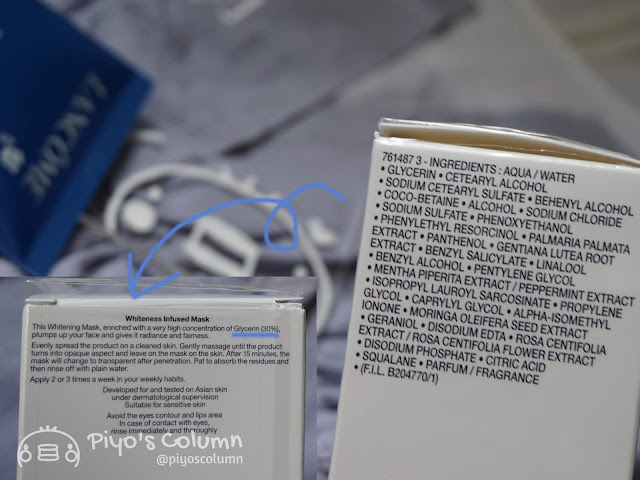 LANCÔME
761487 3 - INGREDIENTS : AQUA / WATER
• GLYCERIN • CETEARYL ALCOHOL
• SODIUM CETEARYL SULFATE • BEHENYL ALCOHOL
• COCO-BETAINE • ALCOHOL • SODIUM CHLORIDE
• SODIUM SULFATE • PHENOXYETHANOL
• PHENYLETHYL RESORCINOL • PALMARIA PALMATA
EXTRACT • PANTHENOL • GENTIANA LUTEA ROOT
EXTRACT • BENZYL SALICYLATE • LINALOOL
• BENZYL ALCOHOL • PENTYLENE GLYCOL
• MENTHA PIPERITA EXTRACT / PEPPERMINT EXTRACT
• ISOPROPYL LAUROYL SARCOSINATE • PROPYLENE
GLYCOL • CAPRYLYL GLYCOL • ALPHA-ISOMETHYL
IONONE • MORINGA OLEIFERA SEED EXTRACT
• GERANIOL • DISODIUM EDTA • ROSA CENTIFOLIA
EXTRACT / ROSA CENTIFOLIA FLOWER EXTRACT
• DISODIUM PHOSPHATE • CITRIC ACID
• SQUALANE • PARFUM / FRAGRANCE
• (F.I.L. B204770/1)
Whiteness Infused Mask
This Whitening Mask, enriched with a very high concentration of Glycerin (30%),
plumps up your face and gives it radiance and fairness.
Evenly spread the product on a cleaned skin. Gently massage until the product
turns into opaque aspect and leave on the mask on the skin. After 15 minutes, the
mask will change to transparent after penetration. Pat to absorb the residues and
then rinse off with plain water.
Apply 2 or 3 times a week in your weekly habits.
Developed for and tested on Asian skin
under dermatological supervision
Suitable for sensitive skin
Avoid the eyes contour and lips area
In case of contact with eyes,
rinse immediately and thoroughly
Piyo's Column
@piyoscolumn